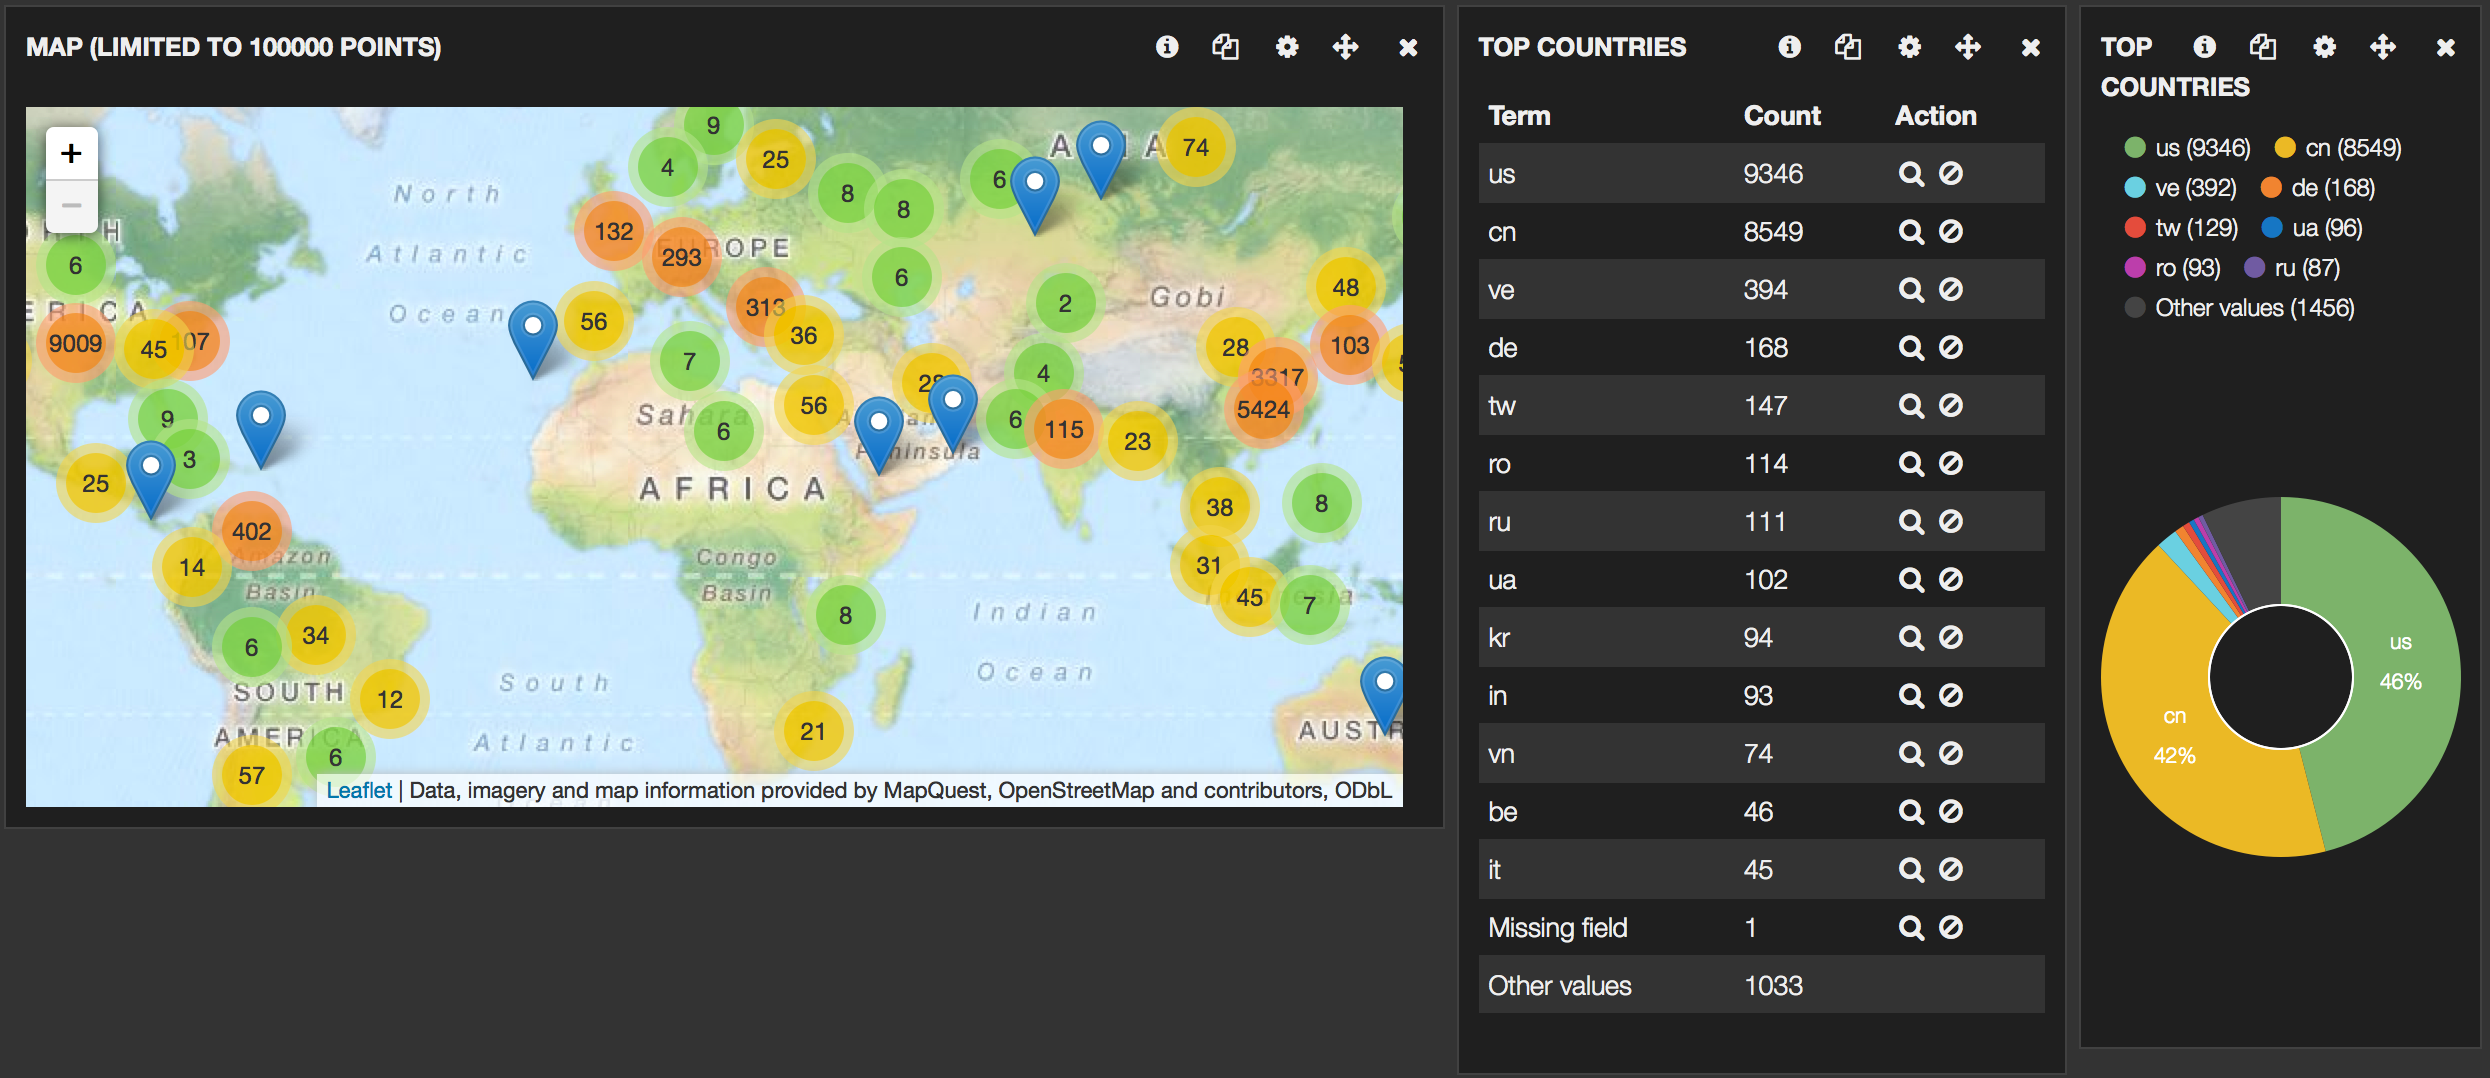 MAP (LIMITED TO 100000 POINTS)
+
−
9
4
25
74
A I A
8
8
6
North
Atlantic
Ocean
132
293
EUROPE
6
6
2
Gobi
48
ERICA
9009
45
107
56
313
36
7
28
103
4
3317
5424
9
3
25
Sahara
56
6
6
115
23
AFRICA
38
8
402
Amazon
Basin
14
Congo
Basin
31
45
7
Indian
Ocean
8
6
34
SOUTH
AMERICA
12
South
Atlantic
21
6
57
AUSTR
Leaflet | Data, imagery and map information provided by MapQuest, OpenStreetMap and contributors, ODbL
TOP COUNTRIES
Term Count Action
us 9346
cn 8549
ve 394
de 168
tw 147
ro 114
ru 111
ua 102
kr 94
in 93
vn 74
be 46
it 45
Missing field 1
Other values 1033
TOP
COUNTRIES
us (9346) cn (8549)
ve (392) de (168)
tw (129) ua (96)
ro (93) ru (87)
Other values (1456)
us
46%
cn
42%